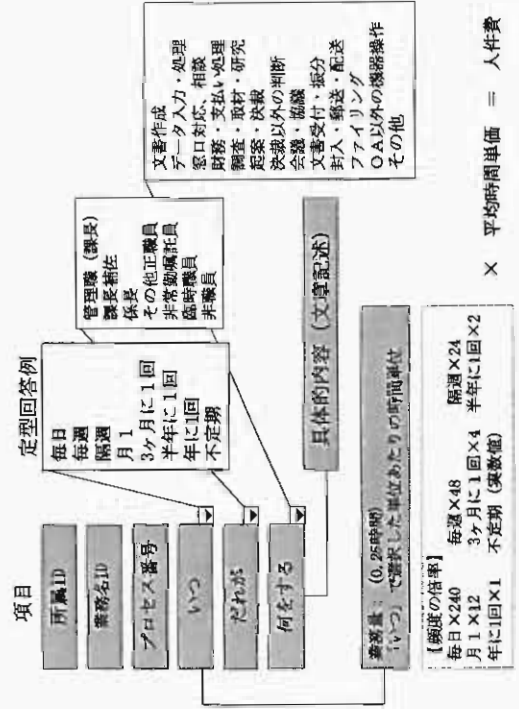 項目
定型回答例
所属ID
業務名ID
プロセス番号
いつ
だれが
何をする
毎日
毎週
隔週
月1
3ヶ月に1回
半年に1回
年に1回
不定期
管理職（課長）
課長補佐
係長
その他正職員
非常勤嘱託員
臨時職員
非職員
文書作成
データ入力・処理
窓口対応、相談
財務・支払い処理
調査・取材・研究
起案・決裁
決裁以外の判断
会議・協議
文書受付・振分
封入・郵送・配送
ファイリング
OA以外の機器操作
その他
具体的内容（文章記述）
業務量：（0.25時間）
「いつ」で選択した単位あたりの時間単位
【頻度の倍率】
毎日×240 毎週×48 隔週×24
月1×12 3ヶ月に1回×4 半年に1回×2
年に1回×1 不定期（実数値）
× 平均時間単価 ＝ 人件費